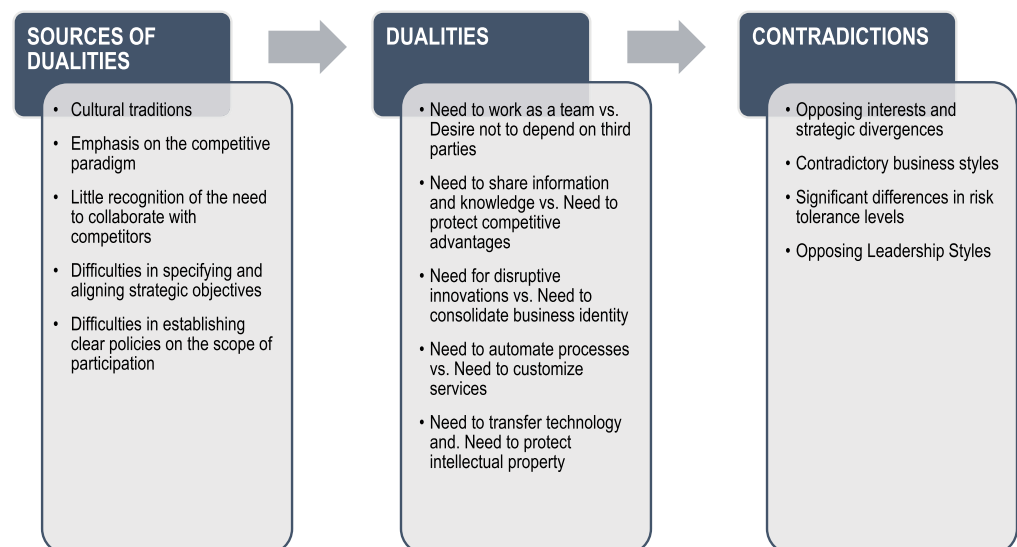 SOURCES OF
DUALITIES
• Cultural traditions
• Emphasis on the competitive
paradigm
• Little recognition of the need
to collaborate with
competitors
• Difficulties in specifying and
aligning strategic objectives
• Difficulties in establishing
clear policies on the scope of
participation
DUALITIES
• Need to work as a team vs.
Desire not to depend on third
parties
• Need to share information
and knowledge vs. Need to
protect competitive
advantages
• Need for disruptive
innovations vs. Need to
consolidate business identity
• Need to automate processes
vs. Need to customize
services
• Need to transfer technology
and. Need to protect
intellectual property
CONTRADICTIONS
• Opposing interests and
strategic divergences
• Contradictory business styles
• Significant differences in risk
tolerance levels
• Opposing Leadership Styles